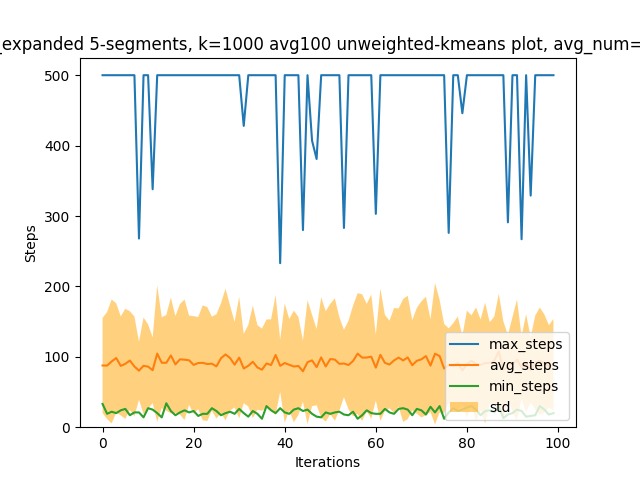 _expanded 5-segments, k=1000 avg100 unweighted-kmeans plot, avg_num=
500
400
300
200
100
0
Steps
0 20 40 60 80 100
Iterations
max_steps
avg_steps
min_steps
std